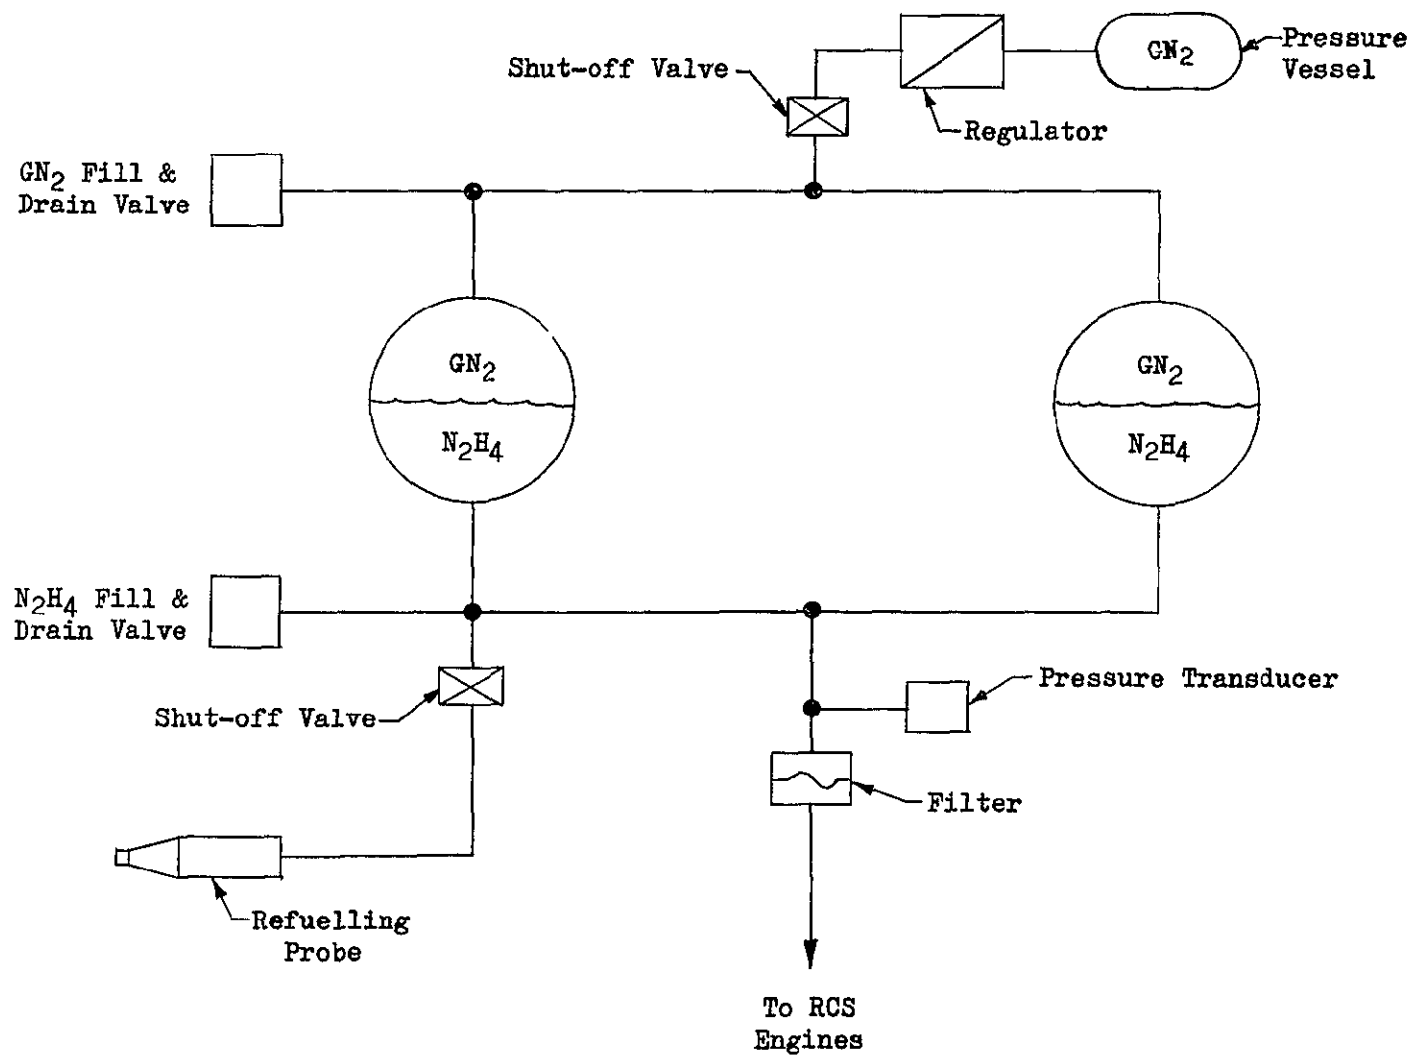 Shut-off Valve
GN2
Pressure
Vessel
Regulator
GN2 Fill &
Drain Valve
GN2
N2H4
GN2
N2H4
N2H4 Fill &
Drain Valve
Shut-off Valve
Pressure Transducer
Filter
Refuelling
Probe
To RCS
Engines